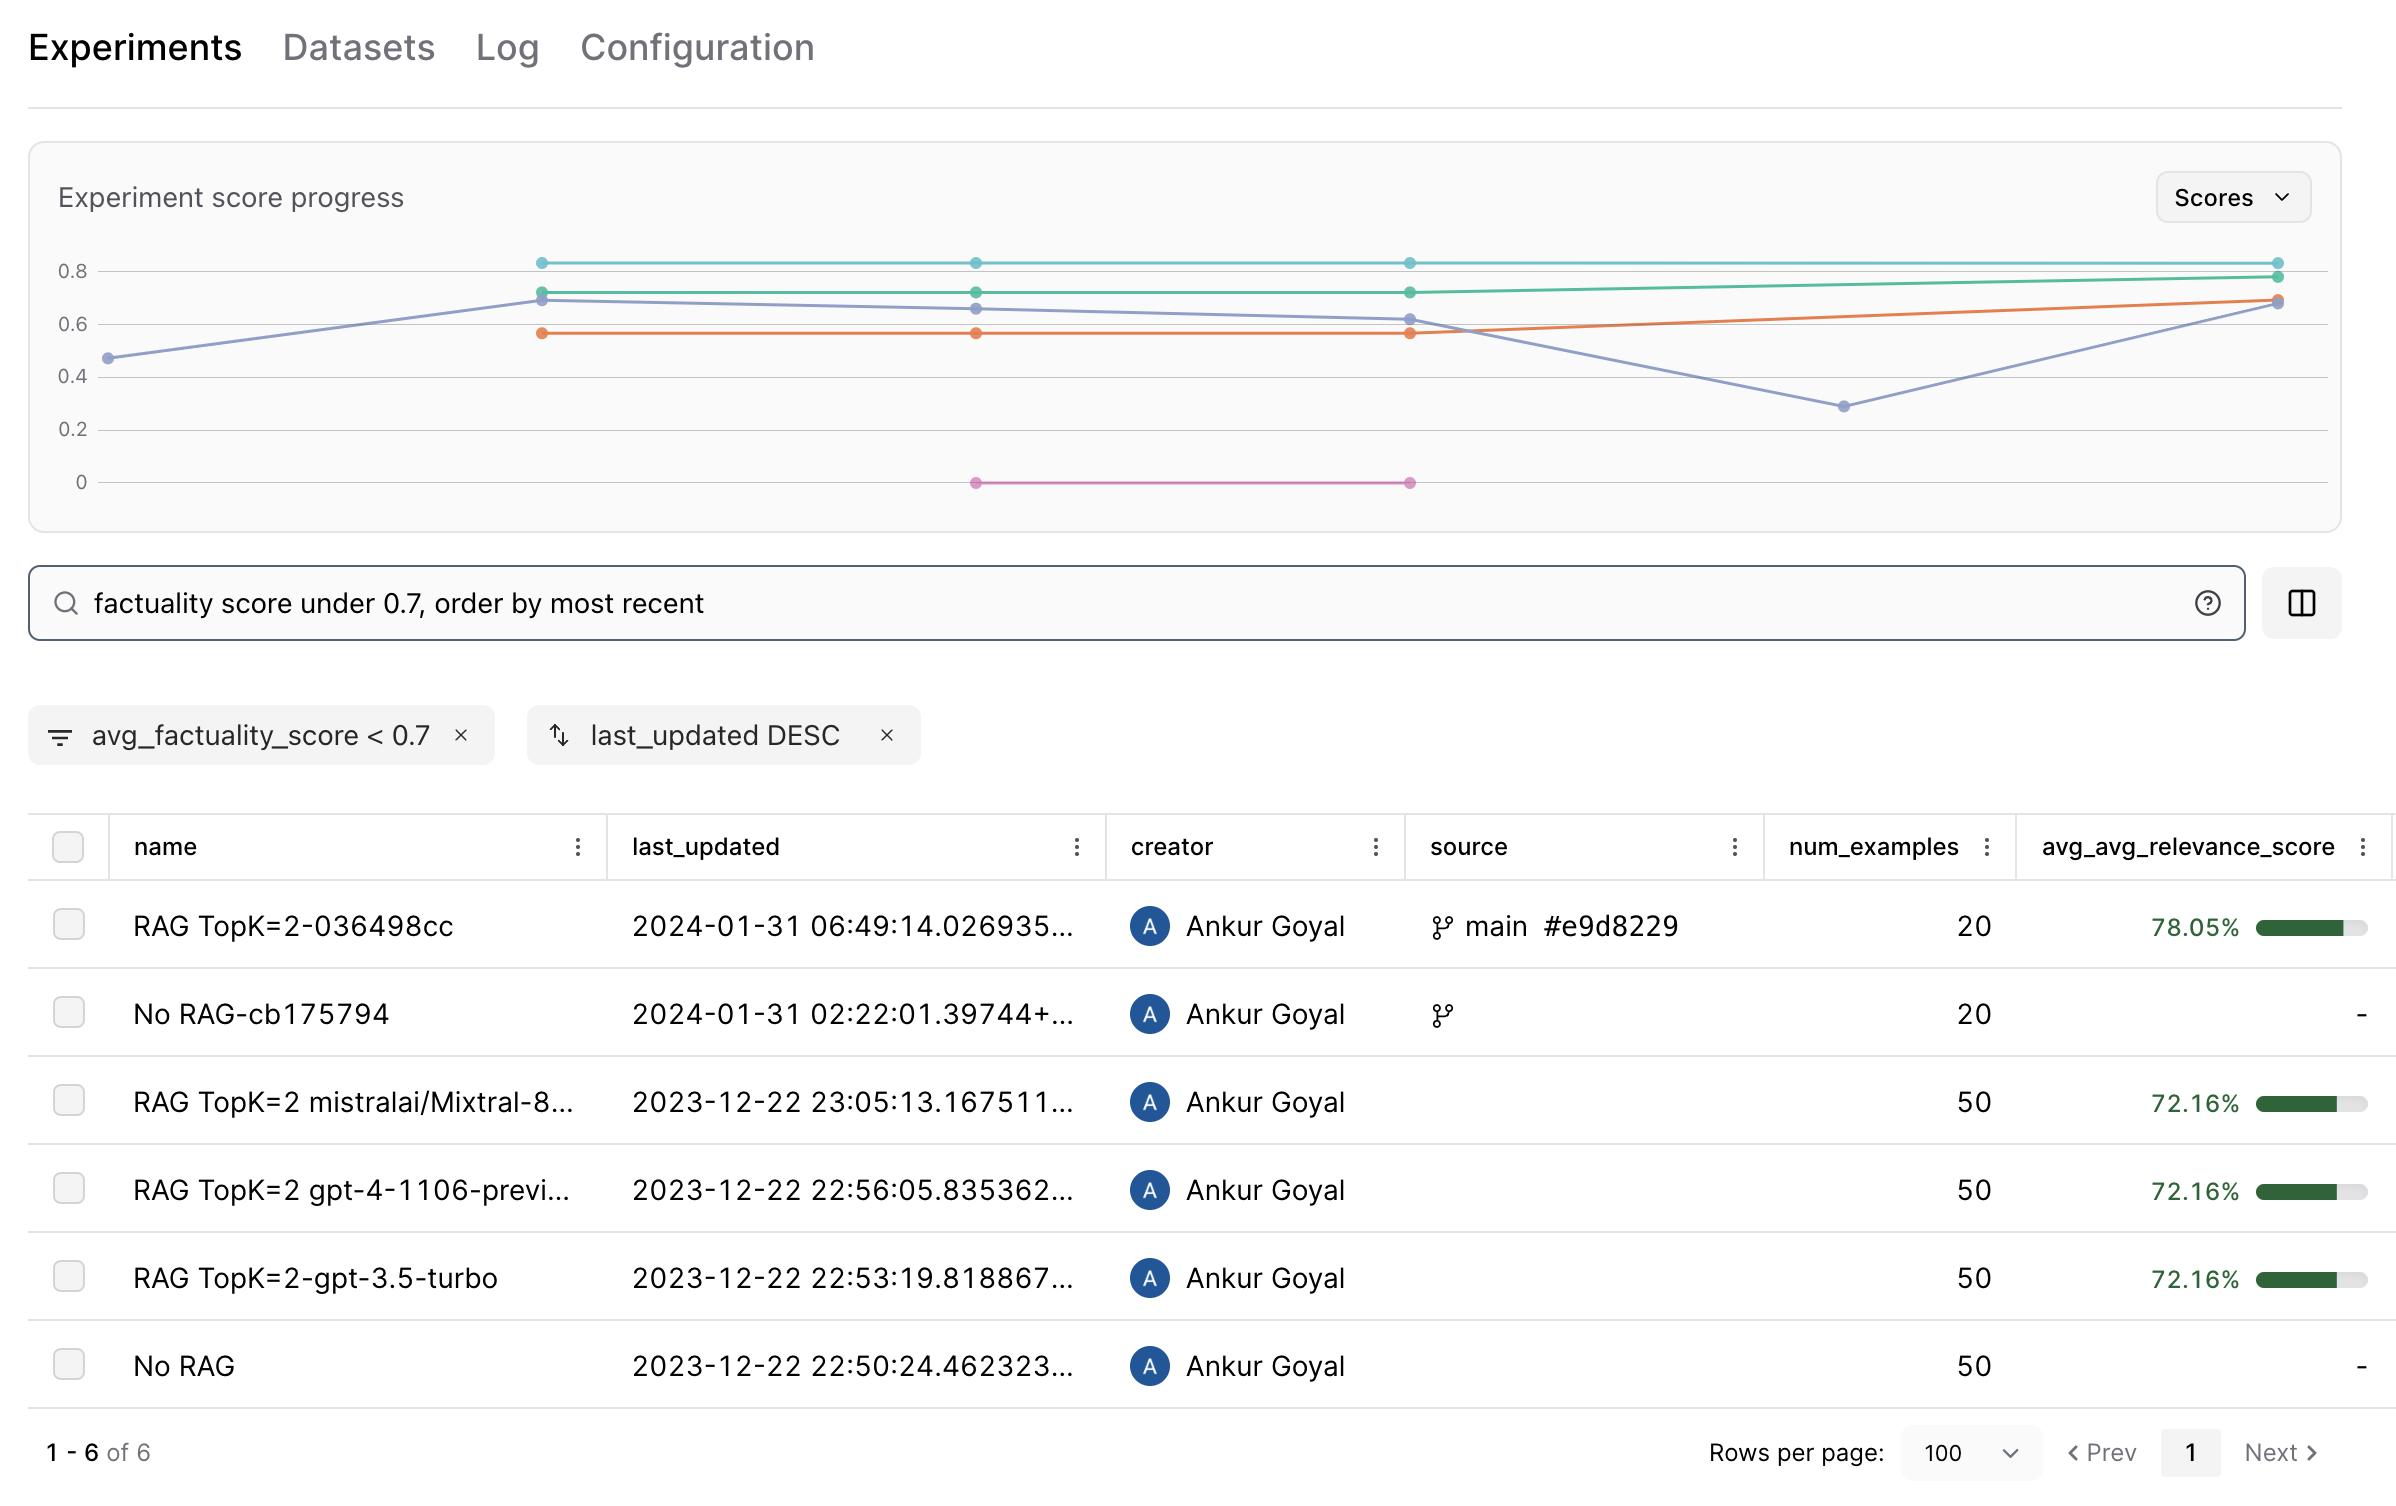 Experiments Datasets Log Configuration
Experiment score progress
Scores
0.8
0.6
0.4
0.2
0
factuality score under 0.7, order by most recent
avg_factuality_score < 0.7 × last_updated DESC ×
name last_updated creator source num_examples avg_avg_relevance_score
RAG TopK=2-036498cc 2024-01-31 06:49:14.026935... A Ankur Goyal main #e9d8229 20 78.05%
No RAG-cb175794 2024-01-31 02:22:01.39744+... A Ankur Goyal 20 -
RAG TopK=2 mistralai/Mixtral-8... 2023-12-22 23:05:13.167511... A Ankur Goyal 50 72.16%
RAG TopK=2 gpt-4-1106-previ... 2023-12-22 22:56:05.835362... A Ankur Goyal 50 72.16%
RAG TopK=2-gpt-3.5-turbo 2023-12-22 22:53:19.818867... A Ankur Goyal 50 72.16%
No RAG 2023-12-22 22:50:24.462323... A Ankur Goyal 50 -
1 - 6 of 6 Rows per page: 100 Prev 1 Next